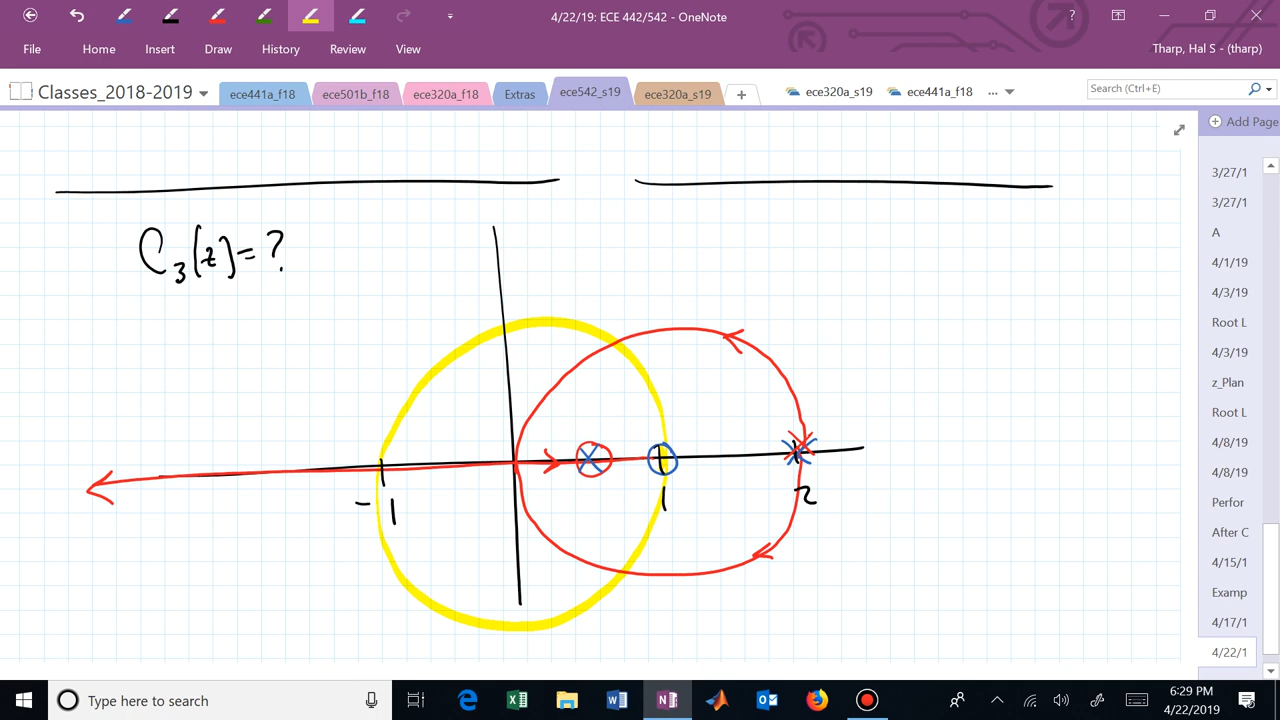 4/22/19: ECE 442/542 - OneNote
?
File
Home
Insert
Draw
History
Review
View
Tharp, Hal S - (tharp)
Classes_2018-2019
ece441a_f18
ece501b_f18
ece320a_f18
Extras
ece542_s19
ece320a_s19
+
ece320a_s19
ece441a_f18
...
Search (Ctrl+E)
Add Page
3/27/1
3/27/1
A
4/1/19
4/3/19
Root L
4/3/19
z_Plan
Root L
4/8/19
4/8/19
Perfor
After C
4/15/1
Examp
4/17/1
4/22/1
C3(z)=?
-1
1
2
Type here to search
6:29 PM
4/22/2019